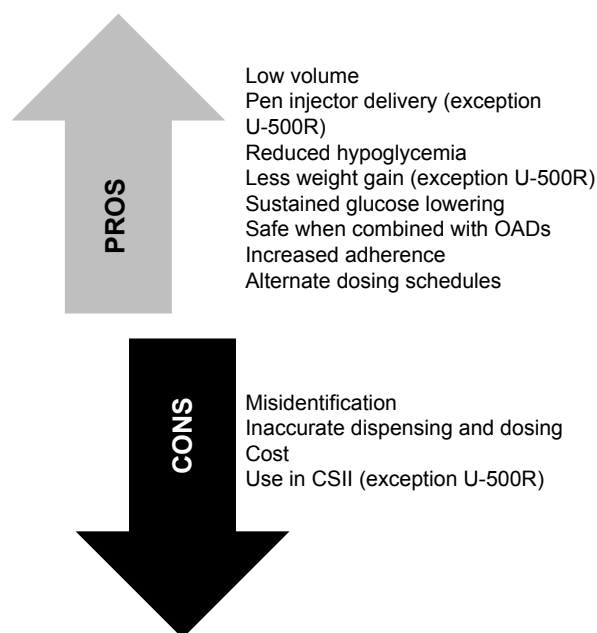 PROS
Low volume
Pen injector delivery (exception
U-500R)
Reduced hypoglycemia
Less weight gain (exception U-500R)
Sustained glucose lowering
Safe when combined with OADs
Increased adherence
Alternate dosing schedules
CONS
Misidentification
Inaccurate dispensing and dosing
Cost
Use in CSII (exception U-500R)